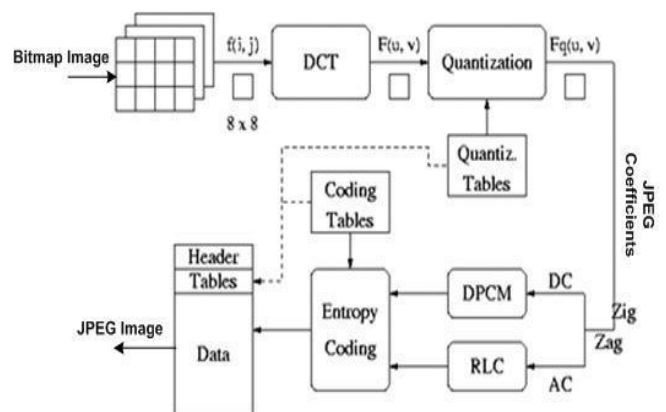 Bitmap Image
f(i, j)
8 x 8
DCT
F(u, v)
Quantization
Fq(u, v)
Quantiz.
Tables
Coding
Tables
JPEG
Coefficients
Header
Tables
Data
Entropy
Coding
DPCM
DC
RLC
AC
Zig
Zag
JPEG Image